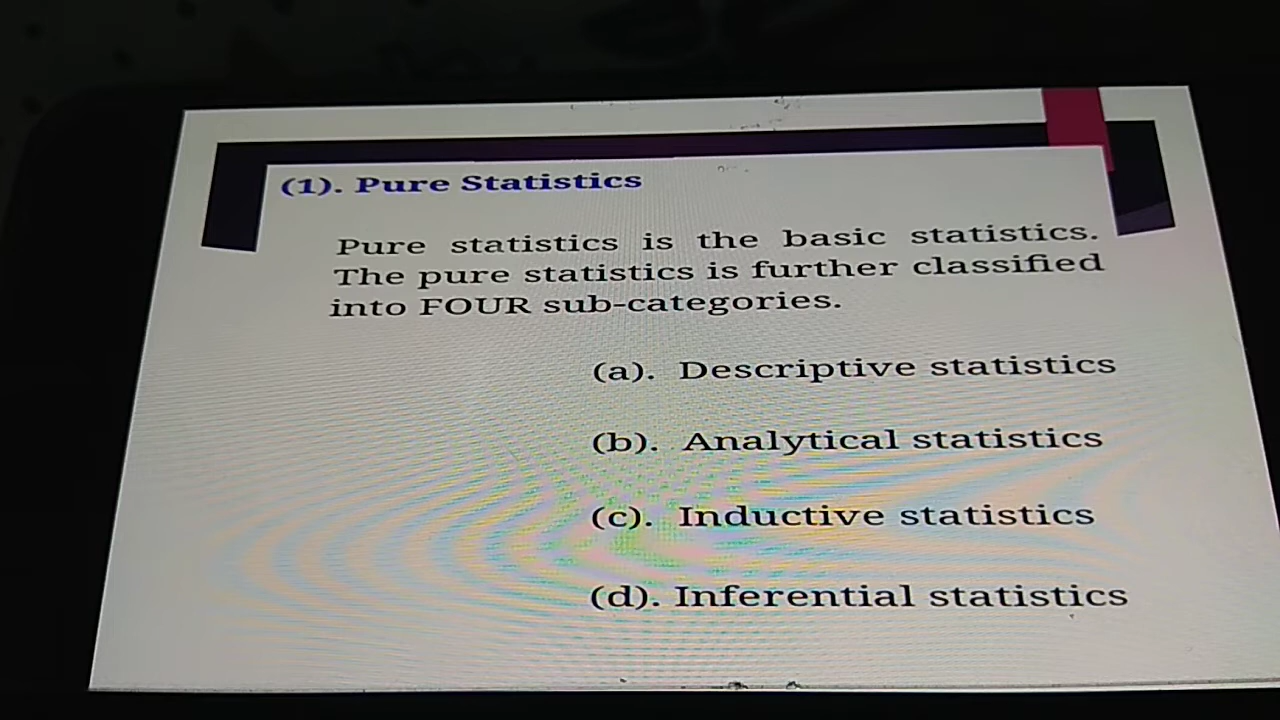 (1). Pure Statistics
Pure statistics is the basic statistics.
The pure statistics is further classified
into FOUR sub-categories.
(a). Descriptive statistics
(b). Analytical statistics
(c). Inductive statistics
(d). Inferential statistics